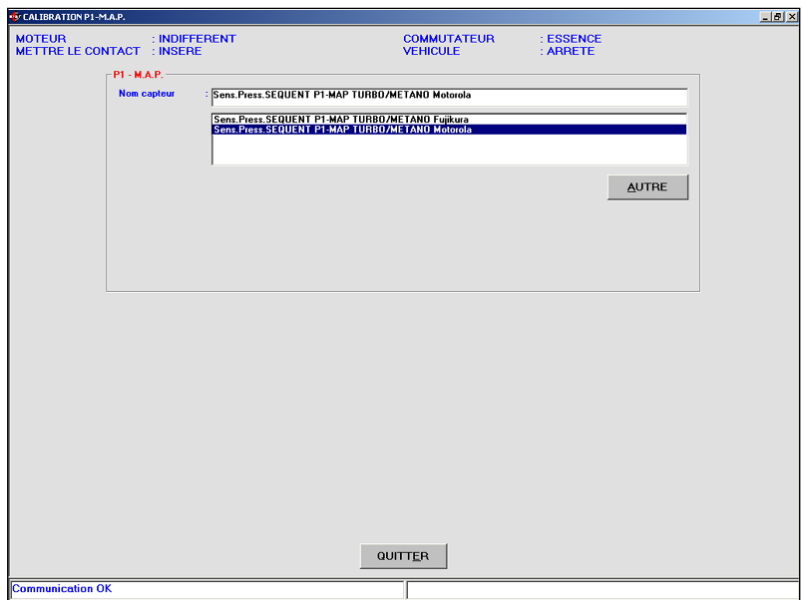 CALIBRATION P1-M.A.P.
MOTEUR : INDIFFERENT COMMUTATEUR : ESSENCE
METTRE LE CONTACT : INSERE VEHICULE : ARRETE
P1 - M.A.P.
Nom capteur : Sens.Press.SEQUENT P1-MAP TURBO/METANO Motorola
Sens.Press.SEQUENT P1-MAP TURBO/METANO Fujikura
Sens.Press.SEQUENT P1-MAP TURBO/METANO Motorola
AUTRE
QUITTER
Communication OK